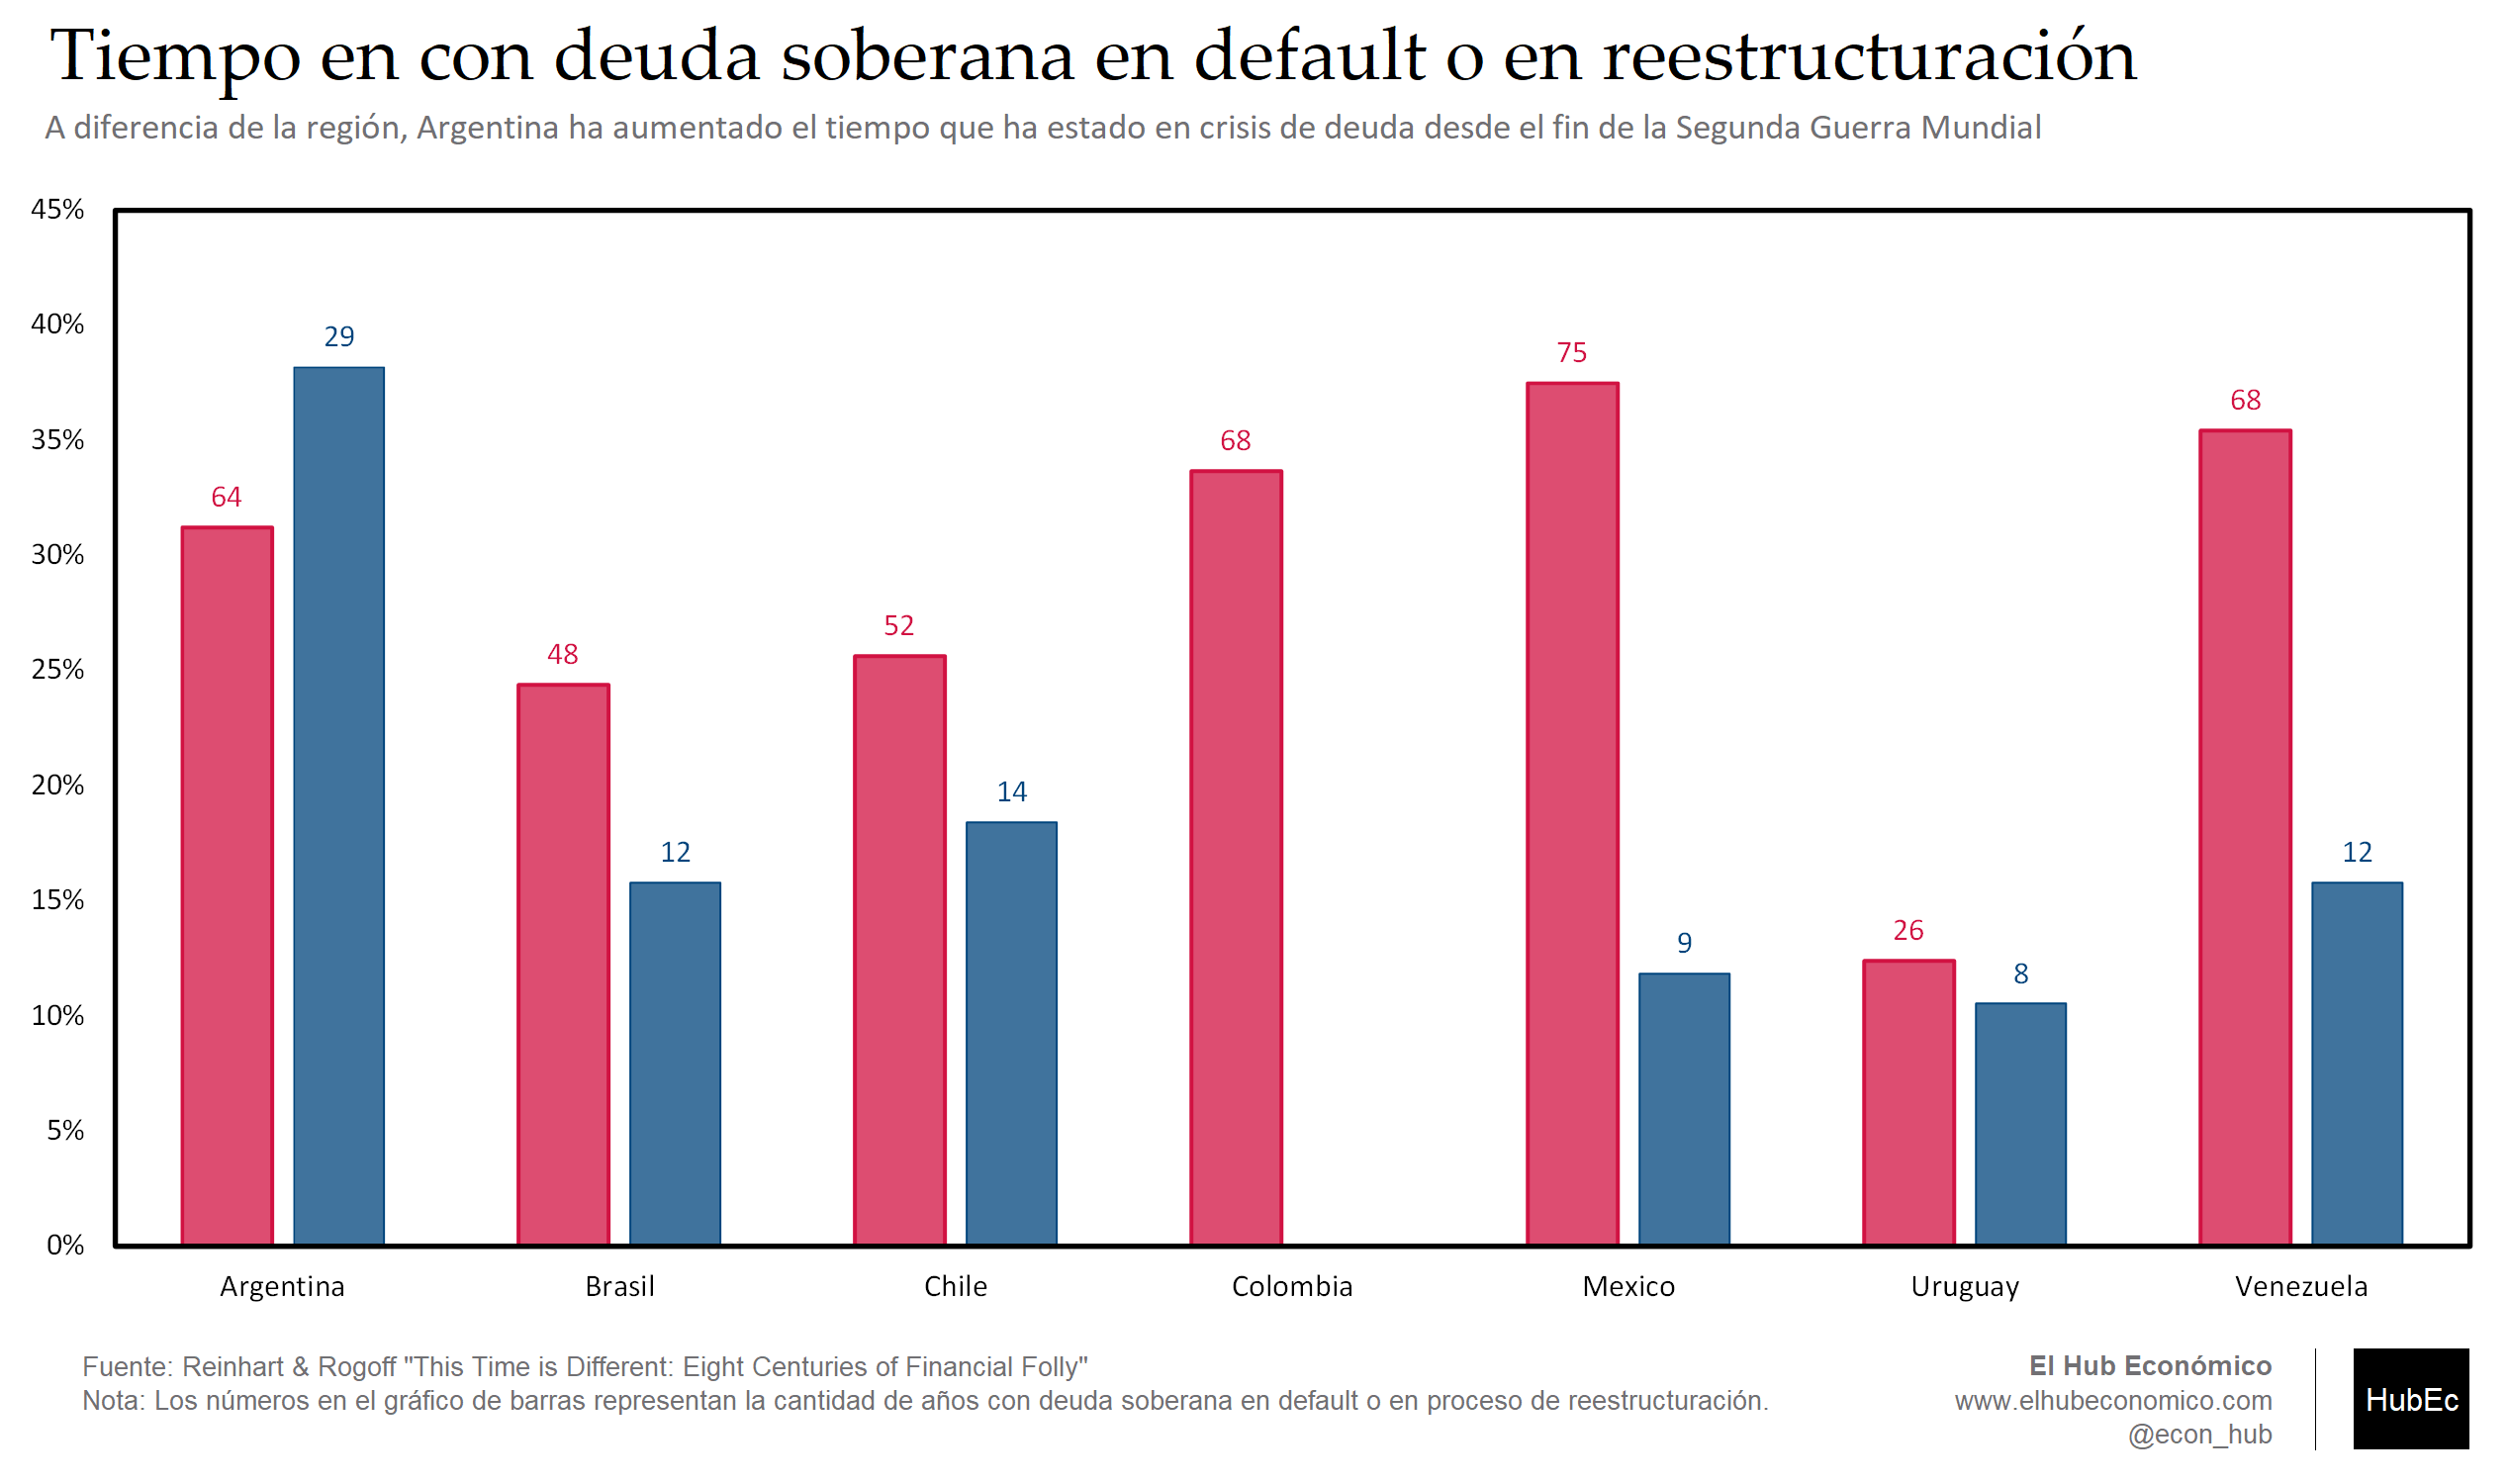 Tiempo en con deuda soberana en default o en reestructuración
A diferencia de la región, Argentina ha aumentado el tiempo que ha estado en crisis de deuda desde el fin de la Segunda Guerra Mundial
45%
40%
35%
30%
25%
20%
15%
10%
5%
0%
64
29
48
12
52
14
68
75
9
26
8
68
12
Argentina
Brasil
Chile
Colombia
Mexico
Uruguay
Venezuela
Fuente: Reinhart & Rogoff "This Time is Different: Eight Centuries of Financial Folly"
Nota: Los números en el gráfico de barras representan la cantidad de años con deuda soberana en default o en proceso de reestructuración.
El Hub Económico
www.elhubeconomico.com
@econ_hub
HubEc